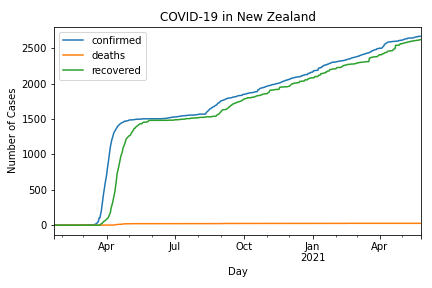 COVID-19 in New Zealand
confirmed
deaths
recovered
Number of Cases
2500
2000
1500
1000
500
0
Apr Jul Oct Jan Apr
2021
Day